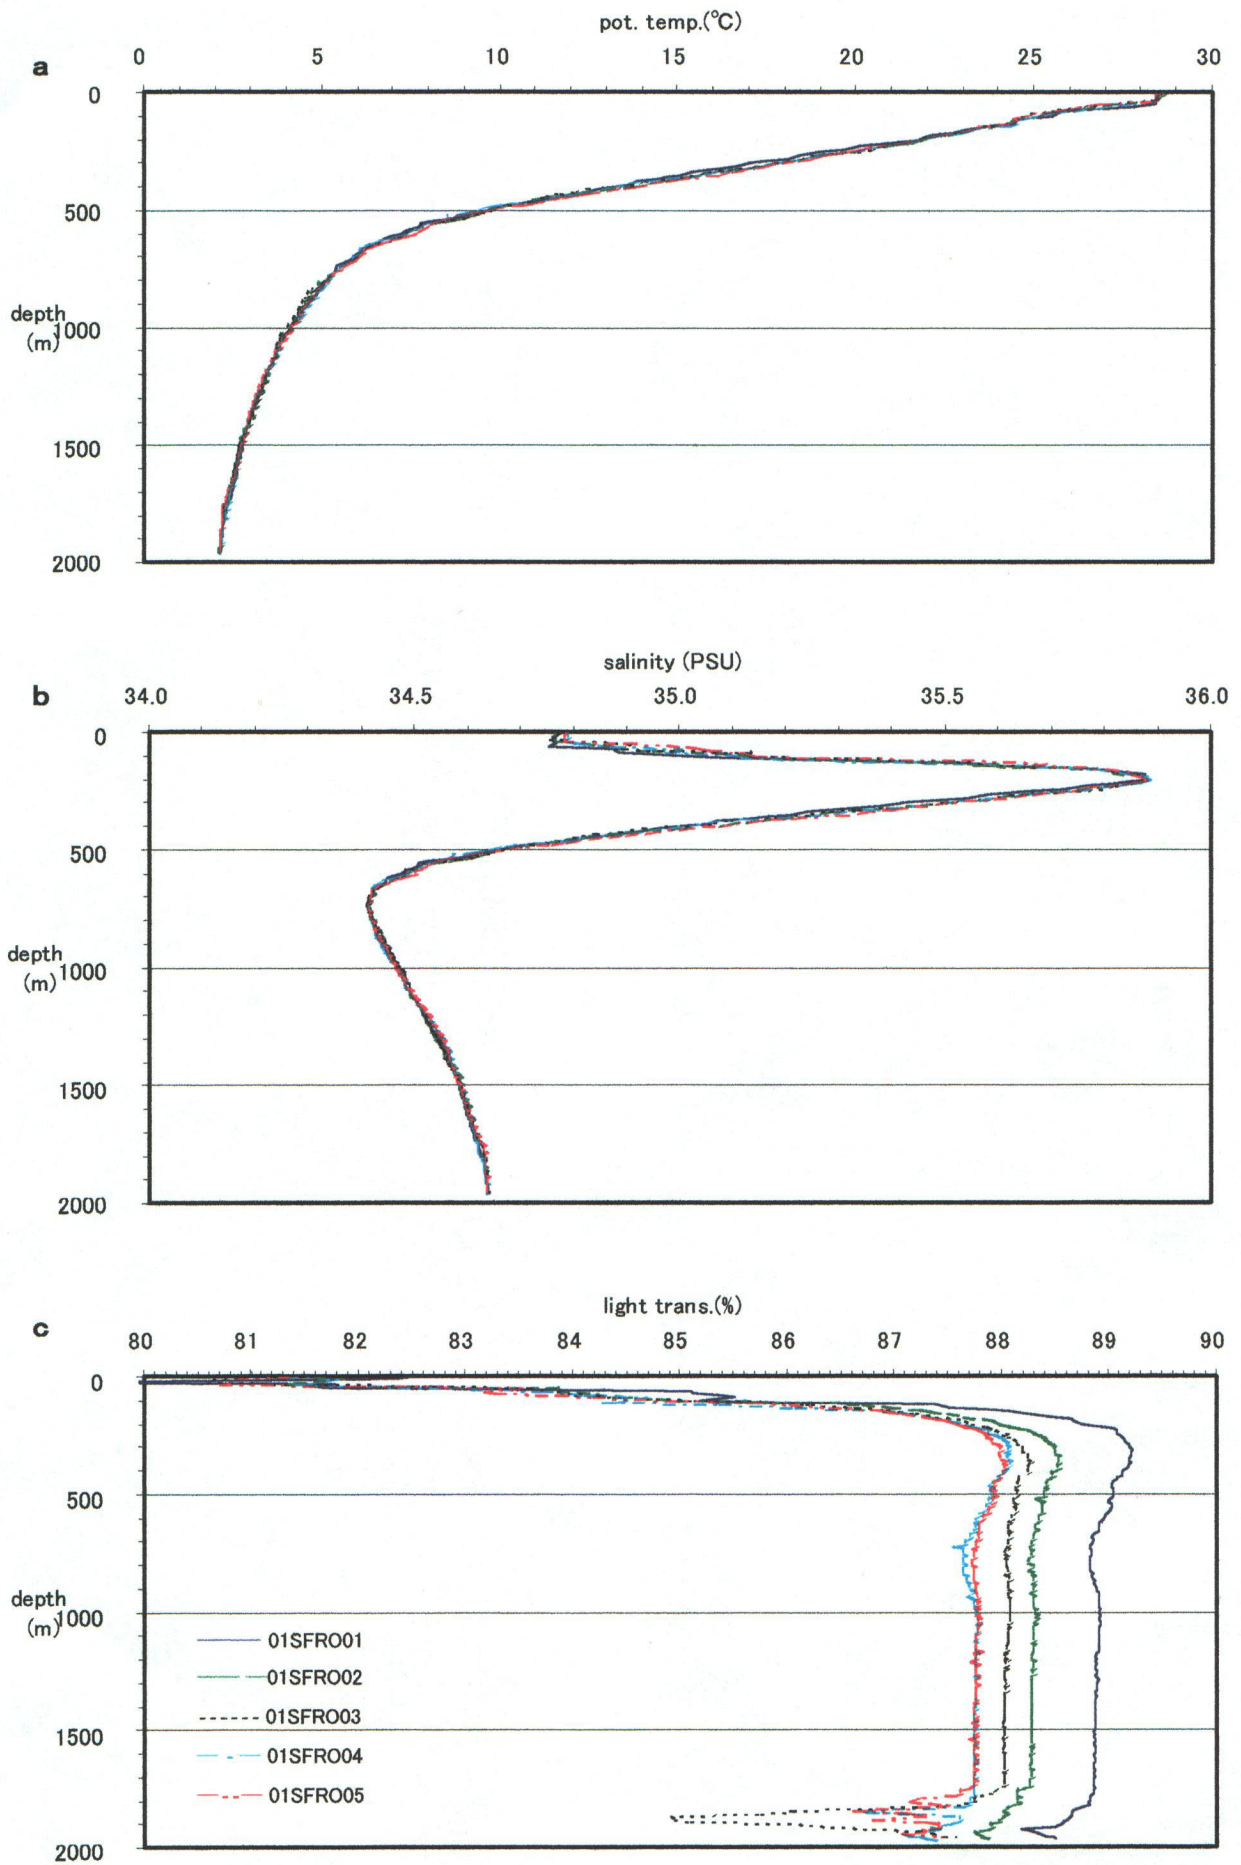 pot. temp.(℃)
0 5 10 15 20 25 30
a
0
500
depth
(m)
1000
1500
2000
salinity (PSU)
b
34.0 34.5 35.0 35.5 36.0
0
500
depth
(m)
1000
1500
2000
light trans.(%)
c
80 81 82 83 84 85 86 87 88 89 90
0
500
depth
(m)
1000
01SFRO01
01SFRO02
01SFRO03
1500
01SFRO04
01SFRO05
2000